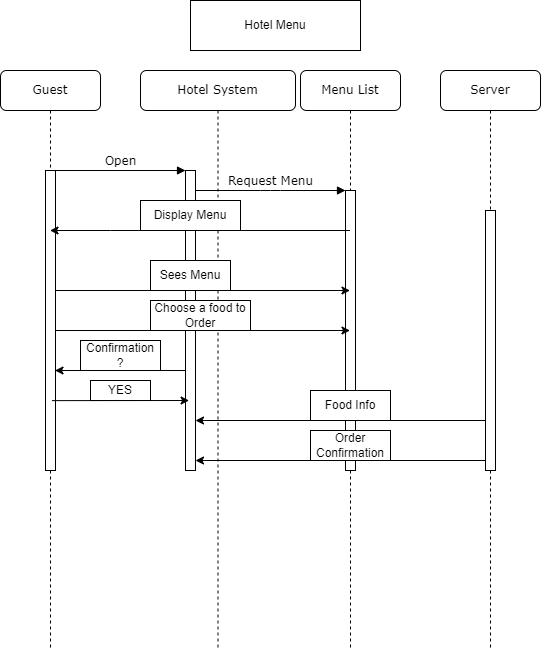 Hotel Menu
Guest
Hotel System
Menu List
Server
Open
Request Menu
Display Menu
Sees Menu
Choose a food to
Order
Confirmation
?
YES
Food Info
Order
Confirmation